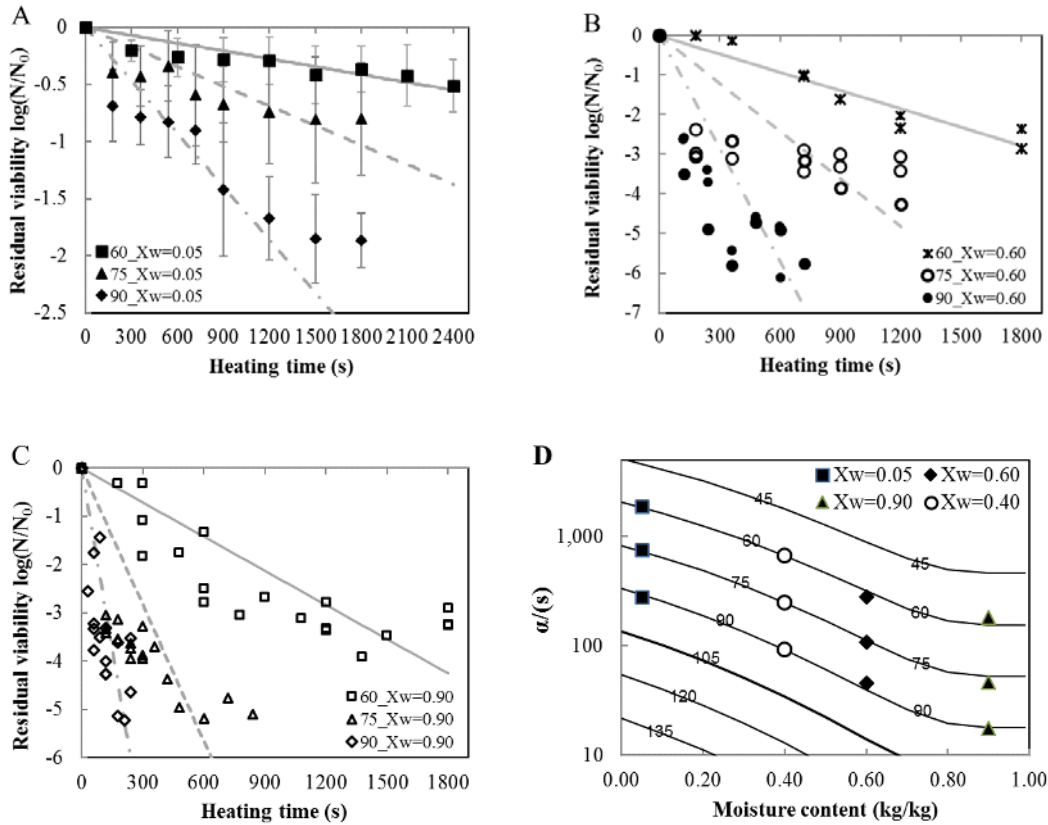 A
Residual viability log(N/N0)
0
-0.5
-1
-1.5
-2
-2.5
60_Xw=0.05
75_Xw=0.05
90_Xw=0.05
0 300 600 900 1200 1500 1800 2100 2400
Heating time (s)
B
Residual viability log(N/N0)
0
-1
-2
-3
-4
-5
-6
-7
60_Xw=0.60
75_Xw=0.60
90_Xw=0.60
0 300 600 900 1200 1500 1800
Heating time (s)
C
Residual viability log(N/N0)
0
-1
-2
-3
-4
-5
-6
60_Xw=0.90
75_Xw=0.90
90_Xw=0.90
0 300 600 900 1200 1500 1800
Heating time (s)
D
α/(s)
1,000
100
10
Xw=0.05 Xw=0.60
Xw=0.90 Xw=0.40
45
45
60
60
75
75
90
90
105
120
135
0.00 0.20 0.40 0.60 0.80 1.00
Moisture content (kg/kg)